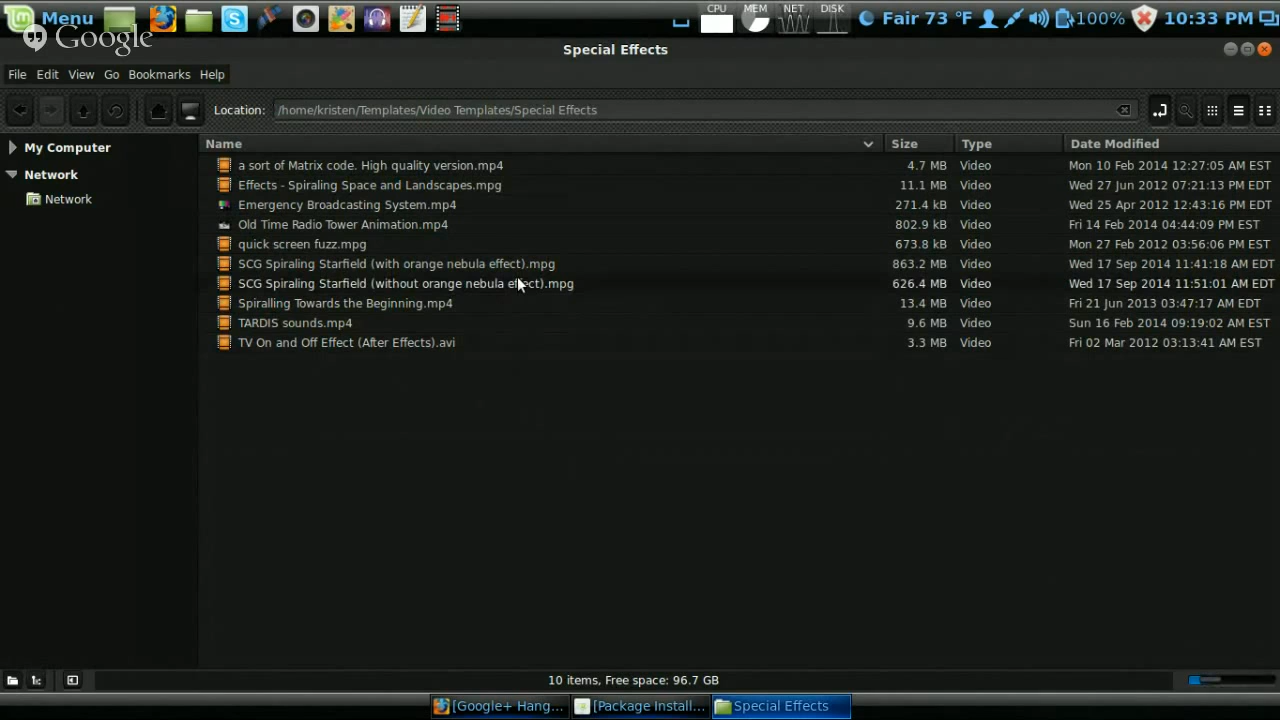 Menu CPU MEM NET DISK Fair 73 °F 100% 10:33 PM
Google
Special Effects
File Edit View Go Bookmarks Help
Location: /home/kristen/Templates/Video Templates/Special Effects
My Computer
Network
Network
Name Size Type Date Modified
a sort of Matrix code. High quality version.mp4 4.7 MB Video Mon 10 Feb 2014 12:27:05 AM EST
Effects - Spiraling Space and Landscapes.mpg 11.1 MB Video Wed 27 Jun 2012 07:21:13 PM EDT
Emergency Broadcasting System.mp4 271.4 kB Video Wed 25 Apr 2012 12:43:16 PM EDT
Old Time Radio Tower Animation.mp4 802.9 kB Video Fri 14 Feb 2014 04:44:09 PM EST
quick screen fuzz.mpg 673.8 kB Video Mon 27 Feb 2012 03:56:06 PM EST
SCG Spiraling Starfield (with orange nebula effect).mpg 863.2 MB Video Wed 17 Sep 2014 11:41:18 AM EDT
SCG Spiraling Starfield (without orange nebula effect).mpg 626.4 MB Video Wed 17 Sep 2014 11:51:01 AM EDT
Spiralling Towards the Beginning.mp4 13.4 MB Video Fri 21 Jun 2013 03:47:17 AM EDT
TARDIS sounds.mp4 9.6 MB Video Sun 16 Feb 2014 09:19:02 AM EST
TV On and Off Effect (After Effects).avi 3.3 MB Video Fri 02 Mar 2012 03:13:41 AM EST
10 items, Free space: 96.7 GB
[Google+ Hang... [Package Install... Special Effects